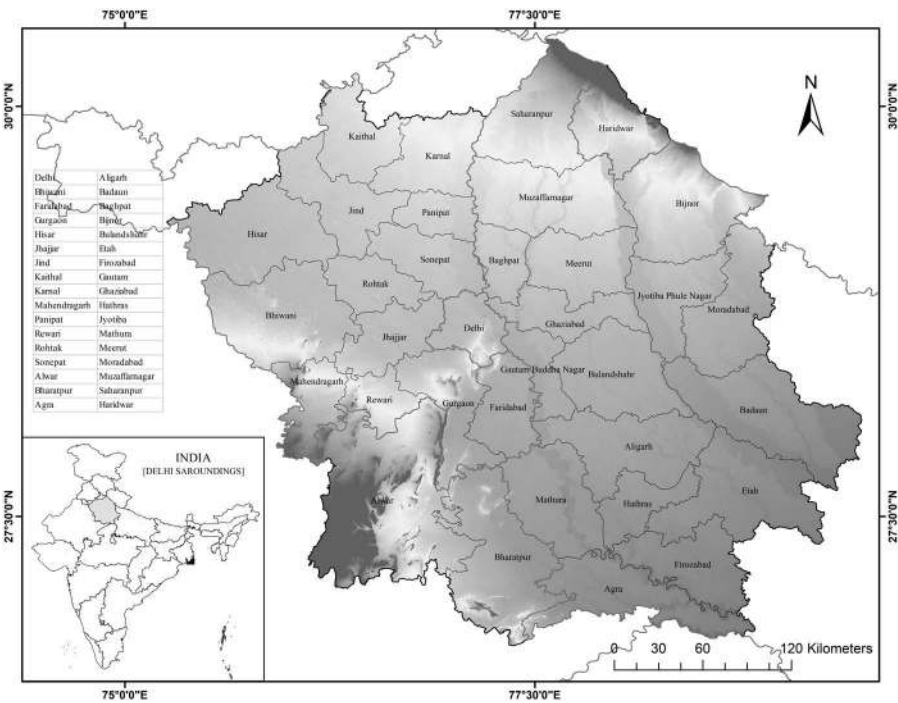 75°0'0"E 77°30'0"E
30°0'0"N 30°0'0"N
N
Saharanpur
Haridwar
Kaithal
Karnal
Muzaffarnagar
Bijnor
Jind
Panipat
Hisar
Sonepat
Baghpat
Meerut
Rohtak
Jyotiba Phule Nagar
Moradabad
Bhiwani
Jhajjar
Delhi
Ghaziabad
Gautam Buddha Nagar
Bulandshahr
Mahendragarh
Rewari
Gurgaon
Faridabad
Badaun
Aligarh
Alwar
Mathura
Hathras
Etah
Bharatpur
Firozabad
Agra
Delhi Aligarh
Bhiwani Badaun
Faridabad Baghpat
Gurgaon Bijnor
Hisar Bulandshahr
Jhajjar Etah
Jind Firozabad
Kaithal Gautam
Karnal Ghaziabad
Mahendragarh Hathras
Panipat Jyotiba
Rewari Mathura
Rohtak Meerut
Sonepat Moradabad
Alwar Muzaffarnagar
Bharatpur Saharanpur
Agra Haridwar
INDIA
[DELHI SAROUNDINGS]
27°30'0"N 27°30'0"N
0 30 60 120 Kilometers
75°0'0"E 77°30'0"E